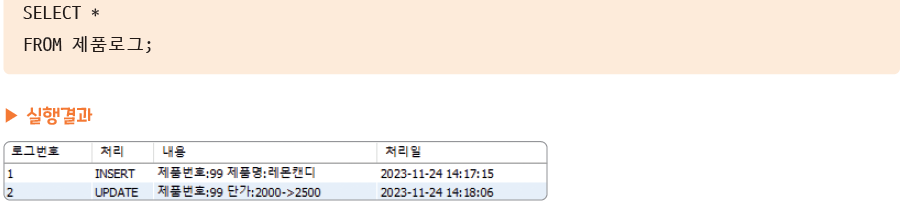 SELECT *
FROM 제품로그;
▶ 실행결과
로그번호 처리 내용 처리일
1 INSERT 제품번호:99 제품명:레몬캔디 2023-11-24 14:17:15
2 UPDATE 제품번호:99 단가:2000->2500 2023-11-24 14:18:06